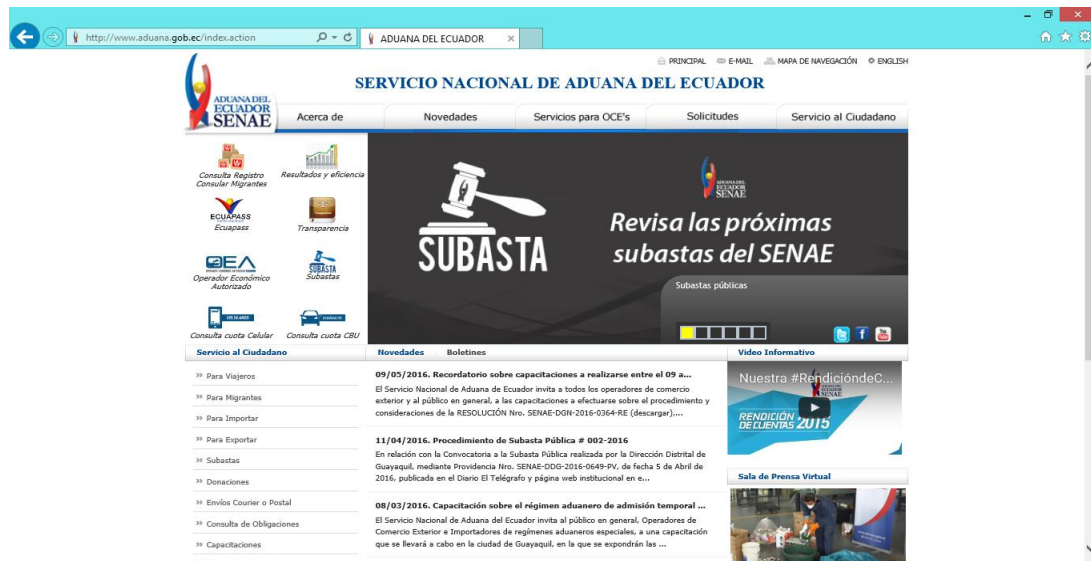 http://www.aduana.gob.ec/index.action
ADUANA DEL ECUADOR
PRINCIPAL E-MAIL MAPA DE NAVEGACIÓN ENGLISH
ADUANA DEL
ECUADOR
SENAE
SERVICIO NACIONAL DE ADUANA DEL ECUADOR
Acerca de Novedades Servicios para OCE's Solicitudes Servicio al Ciudadano
Consulta Registro
Consular Migrantes
Resultados y eficiencia
ECUAPASS
Ecuapass
Transparencia
OEA
Operador Económico
Autorizado
SUBASTA
Subastas
Consulta cuota Celular
Consulta cuota CBU
SUBASTA
ADUANA DEL
ECUADOR
SENAE
Revisa las próximas
subastas del SENAE
Subastas públicas
Servicio al Ciudadano
>> Para Viajeros
>> Para Migrantes
>> Para Importar
>> Para Exportar
>> Subastas
>> Donaciones
>> Envíos Courier o Postal
>> Consulta de Obligaciones
>> Capacitaciones
Novedades Boletines
09/05/2016. Recordatorio sobre capacitaciones a realizarse entre el 09 a...
El Servicio Nacional de Aduana de Ecuador invita a todos los operadores de comercio
exterior y al público en general, a las capacitaciones a efectuarse sobre el procedimiento y
consideraciones de la RESOLUCIÓN Nro. SENAE-DGN-2016-0364-RE (descargar),...
11/04/2016. Procedimiento de Subasta Pública # 002-2016
En relación con la Convocatoria a la Subasta Pública realizada por la Dirección Distrital de
Guayaquil, mediante Providencia Nro. SENAE-DDG-2016-0649-PV, de fecha 5 de Abril de
2016, publicada en el Diario El Telégrafo y página web institucional en e...
08/03/2016. Capacitación sobre el régimen aduanero de admisión temporal ...
El Servicio Nacional de Aduana del Ecuador invita al público en general, Operadores de
Comercio Exterior e Importadores de regímenes aduaneros especiales, a una capacitación
que se llevará a cabo en la ciudad de Guayaquil, en la que se expondrán las ...
Video Informativo
Nuestra #RendicióndeC...
SENAE
RENDICIÓN
DE CUENTAS 2015
Sala de Prensa Virtual